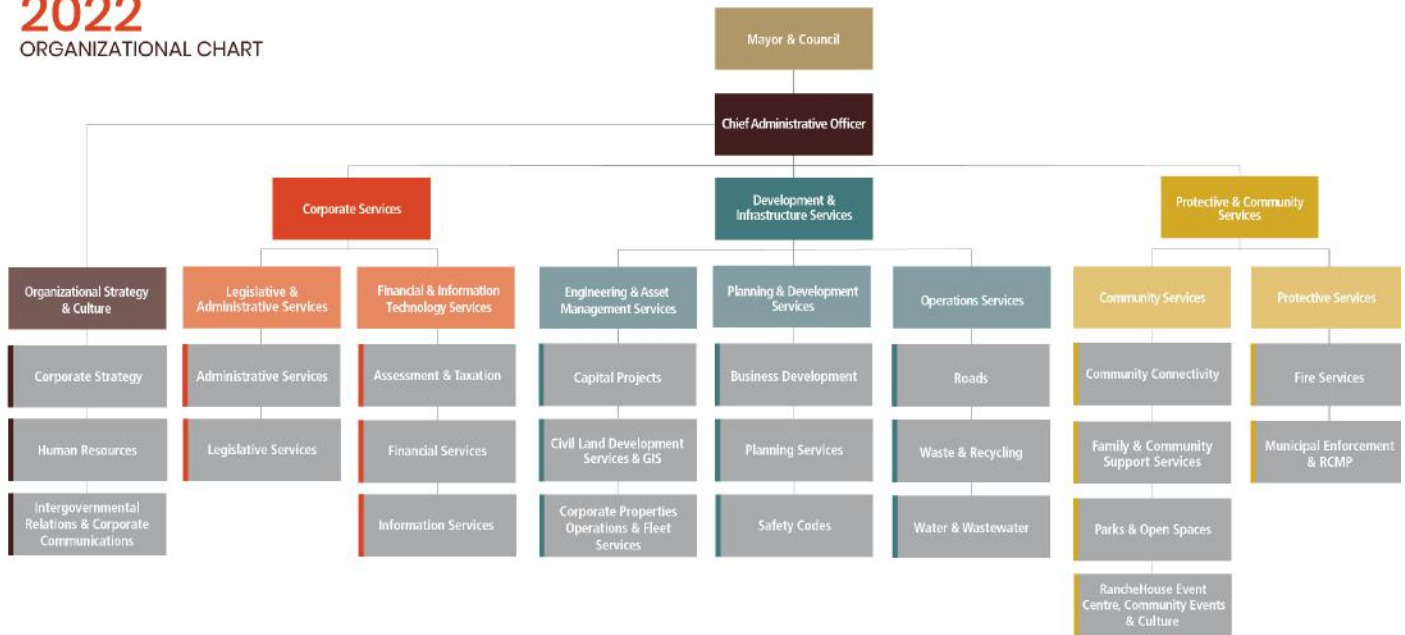 2022
ORGANIZATIONAL CHART
Mayor & Council
Chief Administrative Officer
Corporate Services
Development &
Infrastructure Services
Protective & Community
Services
Organizational Strategy
& Culture
Legislative &
Administrative Services
Financial & Information
Technology Services
Engineering & Asset
Management Services
Planning & Development
Services
Operations Services
Community Services
Protective Services
Corporate Strategy
Administrative Services
Assessment & Taxation
Capital Projects
Business Development
Roads
Community Connectivity
Fire Services
Human Resources
Legislative Services
Financial Services
Civil Land Development
Services & GIS
Planning Services
Waste & Recycling
Family & Community
Support Services
Municipal Enforcement
& RCMP
Intergovernmental
Relations & Corporate
Communications
Information Services
Corporate Properties
Operations & Fleet
Services
Safety Codes
Water & Wastewater
Parks & Open Spaces
RancheHouse Event
Centre, Community Events
& Culture